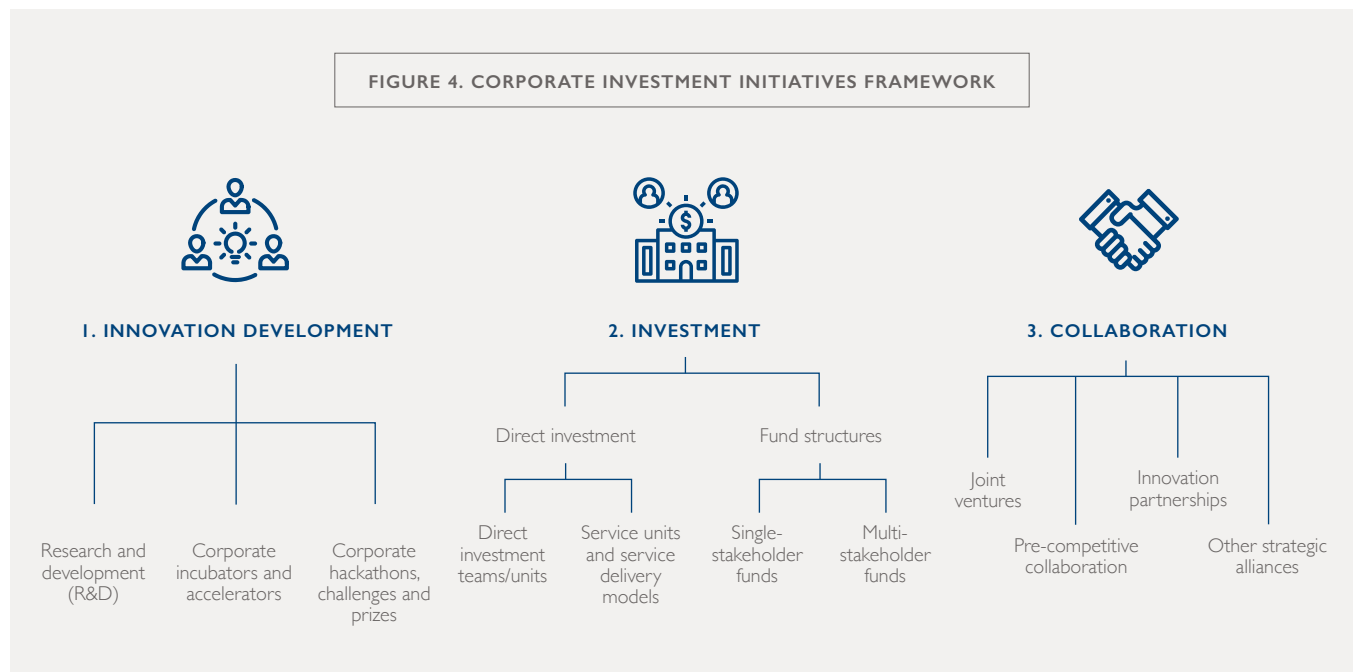 FIGURE 4. CORPORATE INVESTMENT INITIATIVES FRAMEWORK
$
1. INNOVATION DEVELOPMENT
Research and
development
(R&D)
Corporate
incubators and
accelerators
Corporate
hackathons,
challenges and
prizes
2. INVESTMENT
Direct investment
Direct
investment
teams/units
Service units
and service
delivery
models
Fund structures
Single-
stakeholder
funds
Multi-
stakeholder
funds
3. COLLABORATION
Joint
ventures
Pre-competitive
collaboration
Innovation
partnerships
Other strategic
alliances